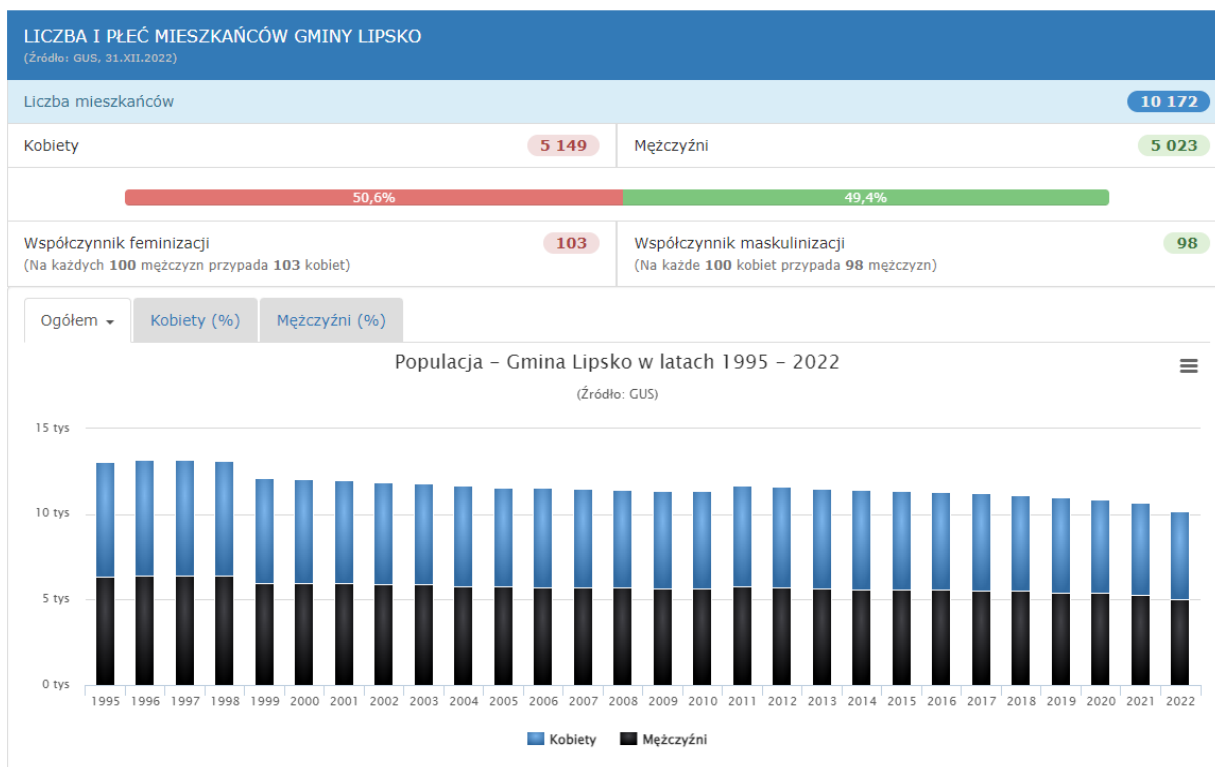 LICZBA I PŁEĆ MIESZKAŃCÓW GMINY LIPSKO
(Źródło: GUS, 31.XII.2022)
Liczba mieszkańców 10 172
Kobiety 5 149 Mężczyźni 5 023
50,6% 49,4%
Współczynnik feminizacji 103 Współczynnik maskulinizacji 98
(Na każdych 100 mężczyzn przypada 103 kobiet) (Na każde 100 kobiet przypada 98 mężczyzn)
Ogółem Kobiety (%) Mężczyźni (%)
Populacja – Gmina Lipsko w latach 1995 – 2022
(Źródło: GUS)
15 tys
10 tys
5 tys
0 tys
1995 1996 1997 1998 1999 2000 2001 2002 2003 2004 2005 2006 2007 2008 2009 2010 2011 2012 2013 2014 2015 2016 2017 2018 2019 2020 2021 2022
Kobiety Mężczyźni